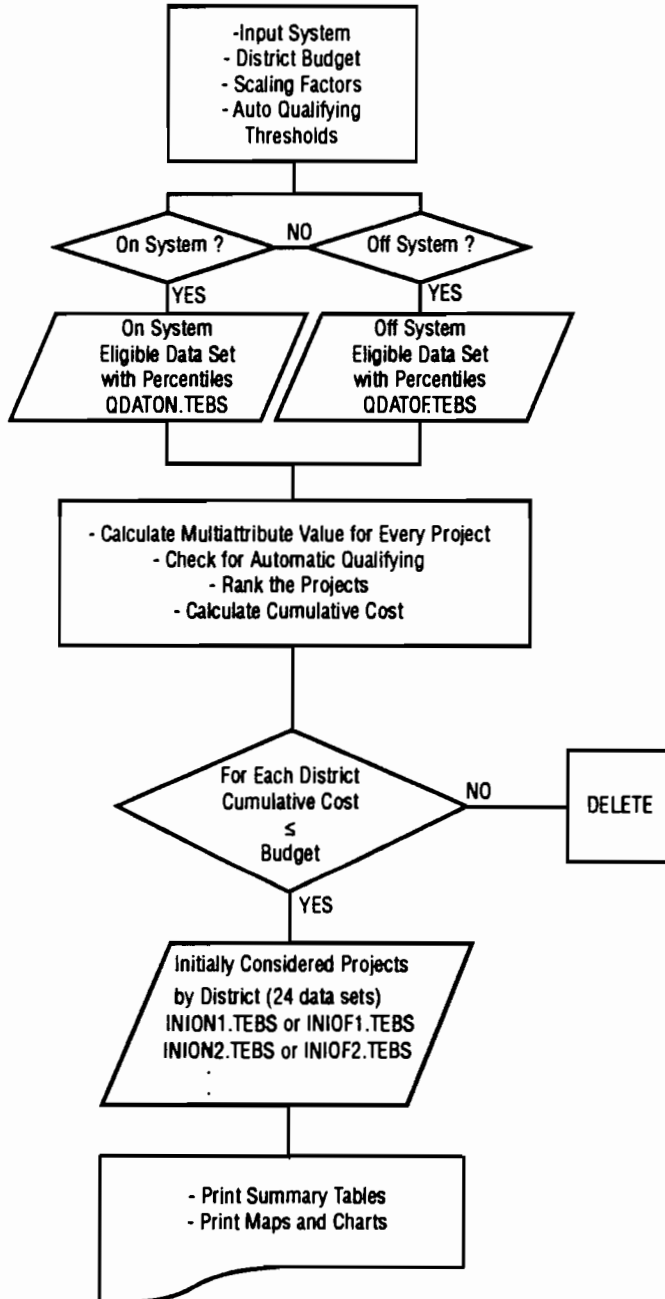 -Input System
- District Budget
- Scaling Factors
- Auto Qualifying
Thresholds
On System ?
NO
Off System ?
YES
YES
On System
Eligible Data Set
with Percentiles
QDATON.TEBS
Off System
Eligible Data Set
with Percentiles
QDATOF.TEBS
- Calculate Multiattribute Value for Every Project
- Check for Automatic Qualifying
- Rank the Projects
- Calculate Cumulative Cost
For Each District
Cumulative Cost
≤
Budget
NO
DELETE
YES
Initially Considered Projects
by District (24 data sets)
INION1.TEBS or INIOF1.TEBS
INION2.TEBS or INIOF2.TEBS
.
.
- Print Summary Tables
- Print Maps and Charts